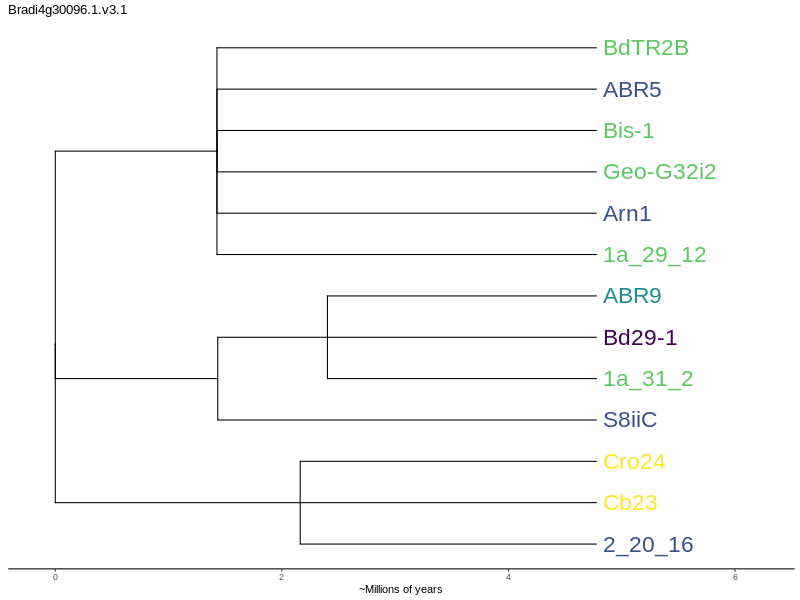 Bradi4g30096.1.v3.1
BdTR2B
ABR5
Bis-1
Geo-G32i2
Arn1
1a_29_12
ABR9
Bd29-1
1a_31_2
S8iiC
Cro24
Cb23
2_20_16
0 2 4 6
~Millions of years